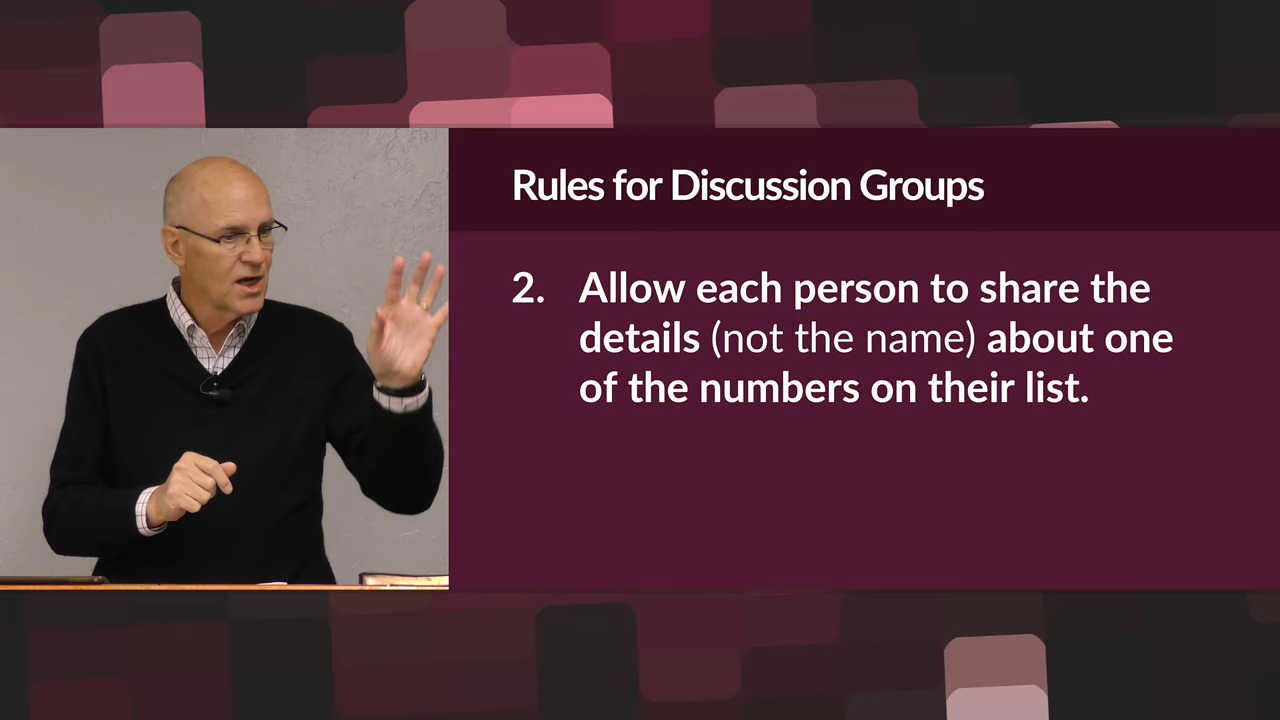 Rules for Discussion Groups
2. Allow each person to share the
details (not the name) about one
of the numbers on their list.